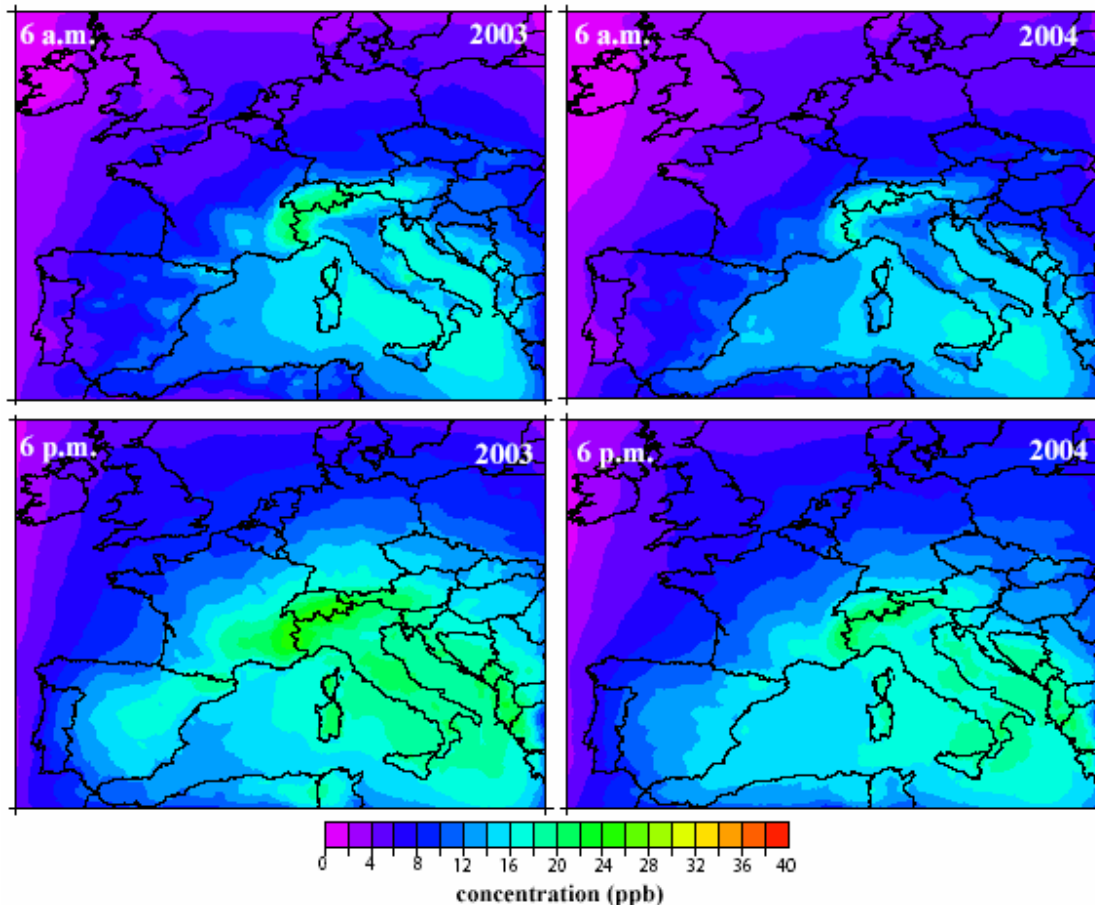 6 a.m. 2003
6 a.m. 2004
6 p.m. 2003
6 p.m. 2004
0 4 8 12 16 20 24 28 32 36 40
concentration (ppb)